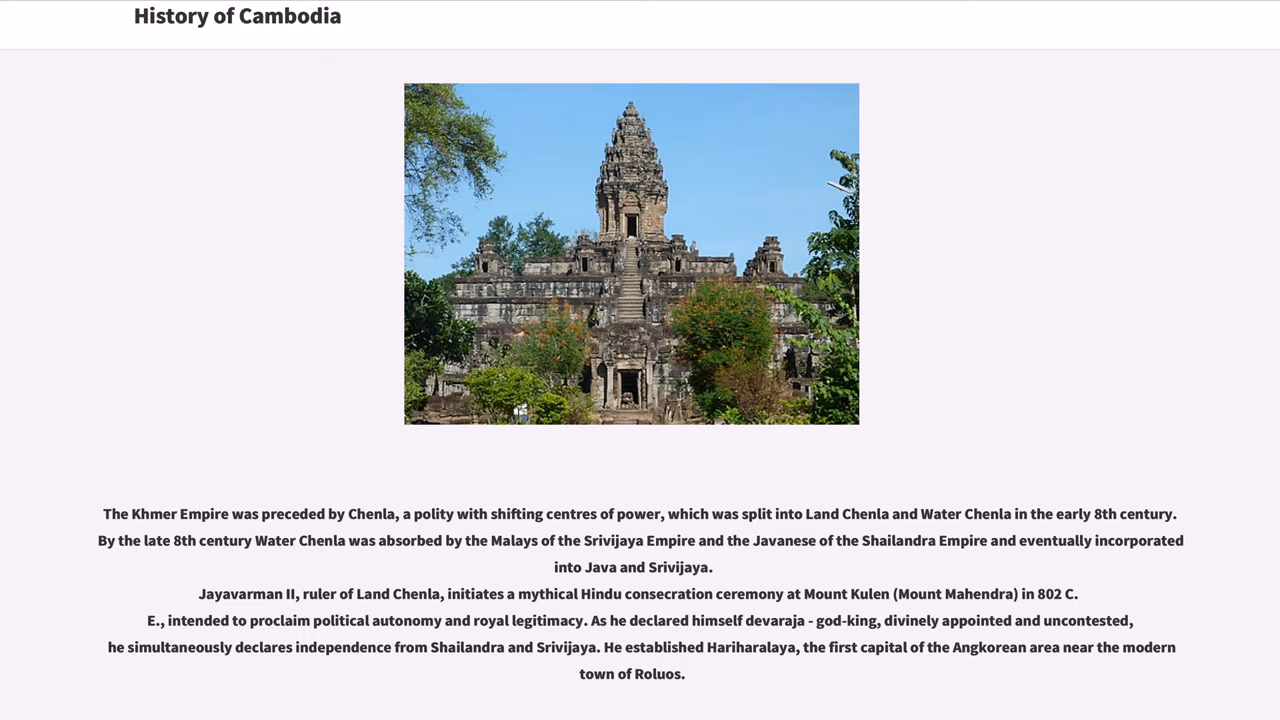 History of Cambodia
The Khmer Empire was preceded by Chenla, a polity with shifting centres of power, which was split into Land Chenla and Water Chenla in the early 8th century.
By the late 8th century Water Chenla was absorbed by the Malays of the Srivijaya Empire and the Javanese of the Shailandra Empire and eventually incorporated
into Java and Srivijaya.
Jayavarman II, ruler of Land Chenla, initiates a mythical Hindu consecration ceremony at Mount Kulen (Mount Mahendra) in 802 C.
E., intended to proclaim political autonomy and royal legitimacy. As he declared himself devaraja - god-king, divinely appointed and uncontested,
he simultaneously declares independence from Shailandra and Srivijaya. He established Hariharalaya, the first capital of the Angkorean area near the modern
town of Roluos.